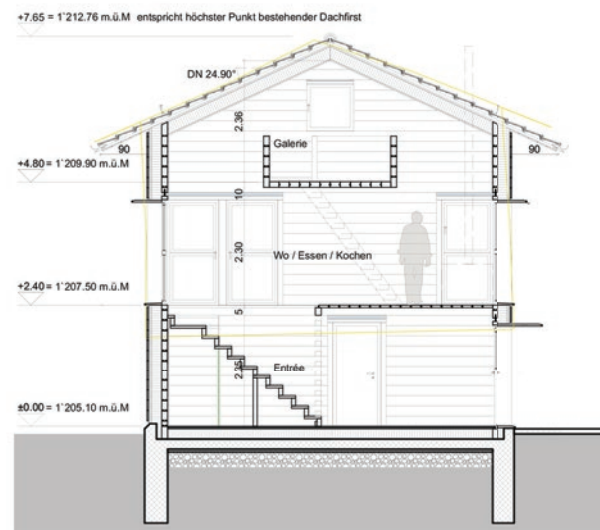 +7.65 = 1`212.76 m.ü.M entspricht höchster Punkt bestehender Dachfirst
DN 24.90°
2.36
90
Galerie
90
+4.80 = 1`209.90 m.ü.M
10
2.30
Wo / Essen / Kochen
+2.40 = 1`207.50 m.ü.M
5
2.35
Entrée
±0.00 = 1`205.10 m.ü.M